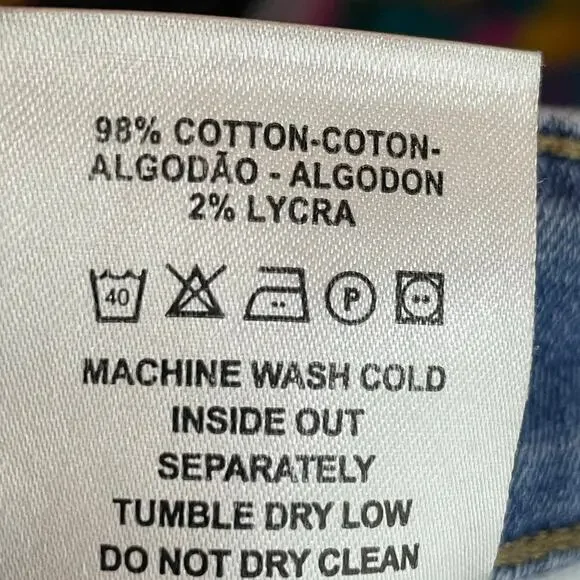 98% COTTON-COTON-
ALGODÃO - ALGODON
2% LYCRA
40 P
MACHINE WASH COLD
INSIDE OUT
SEPARATELY
TUMBLE DRY LOW
DO NOT DRY CLEAN